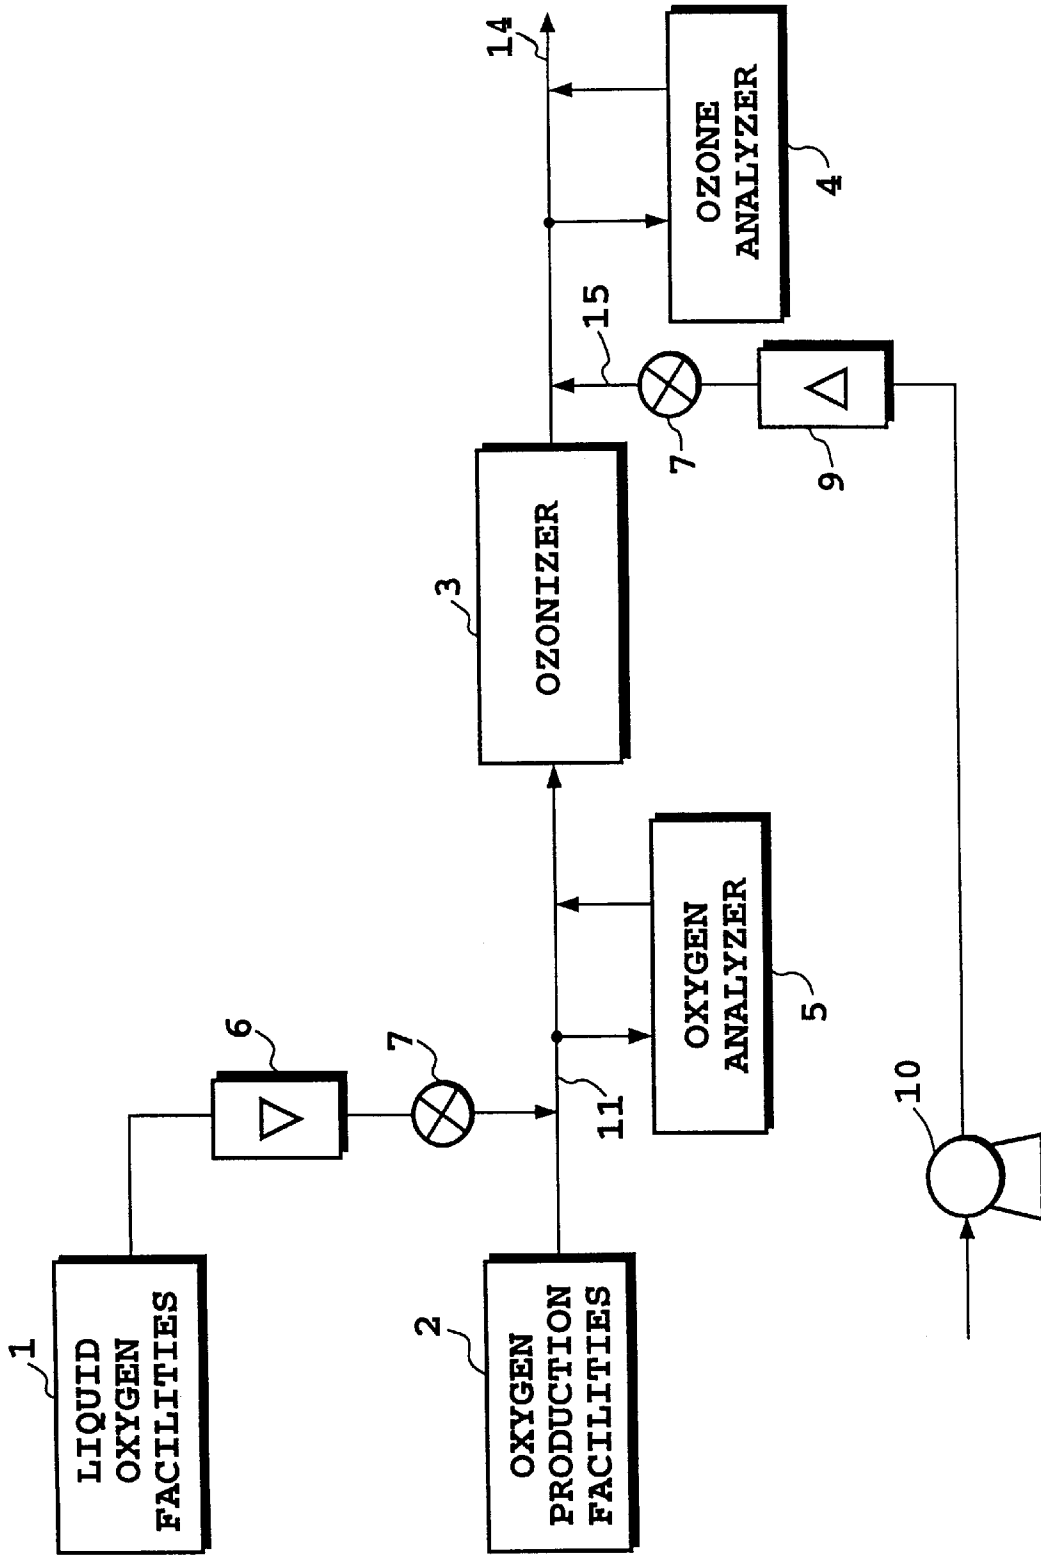 1
LIQUID
OXYGEN
FACILITIES
2
OXYGEN
PRODUCTION
FACILITIES
6
7
11
OXYGEN
ANALYZER
5
10
3
OZONIZER
15
7
9
14
OZONE
ANALYZER
4